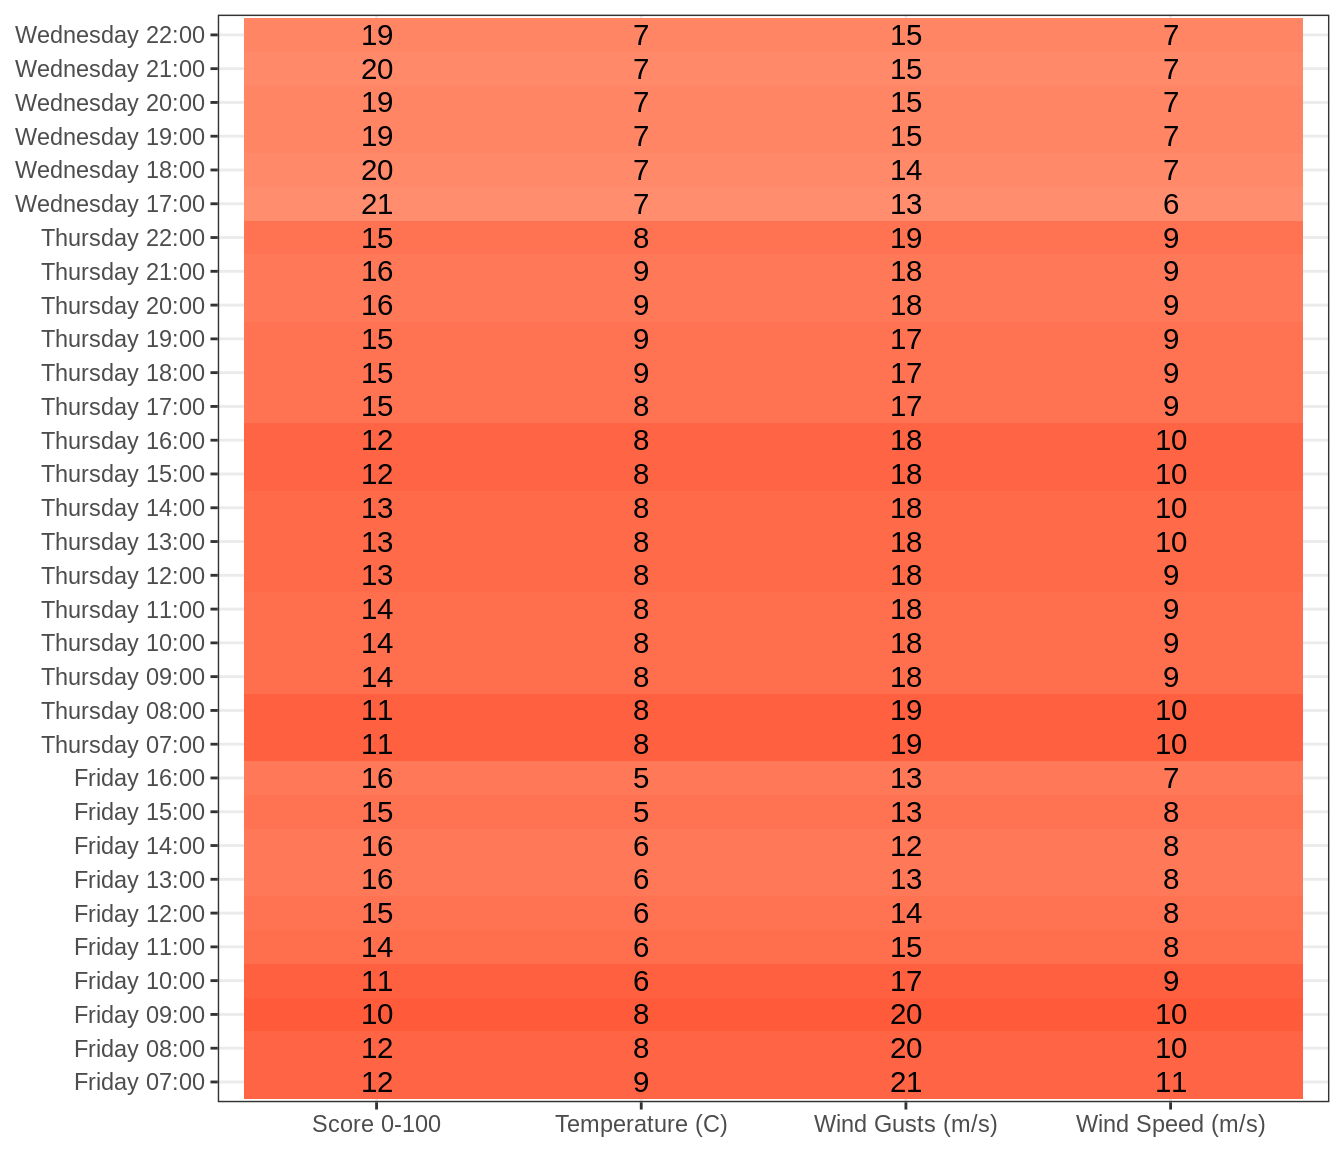 Wednesday 22:00 19 7 15 7
Wednesday 21:00 20 7 15 7
Wednesday 20:00 19 7 15 7
Wednesday 19:00 19 7 15 7
Wednesday 18:00 20 7 14 7
Wednesday 17:00 21 7 13 6
Thursday 22:00 15 8 19 9
Thursday 21:00 16 9 18 9
Thursday 20:00 16 9 18 9
Thursday 19:00 15 9 17 9
Thursday 18:00 15 9 17 9
Thursday 17:00 15 8 17 9
Thursday 16:00 12 8 18 10
Thursday 15:00 12 8 18 10
Thursday 14:00 13 8 18 10
Thursday 13:00 13 8 18 10
Thursday 12:00 13 8 18 9
Thursday 11:00 14 8 18 9
Thursday 10:00 14 8 18 9
Thursday 09:00 14 8 18 9
Thursday 08:00 11 8 19 10
Thursday 07:00 11 8 19 10
Friday 16:00 16 5 13 7
Friday 15:00 15 5 13 8
Friday 14:00 16 6 12 8
Friday 13:00 16 6 13 8
Friday 12:00 15 6 14 8
Friday 11:00 14 6 15 8
Friday 10:00 11 6 17 9
Friday 09:00 10 8 20 10
Friday 08:00 12 8 20 10
Friday 07:00 12 9 21 11
Score 0-100 Temperature (C) Wind Gusts (m/s) Wind Speed (m/s)